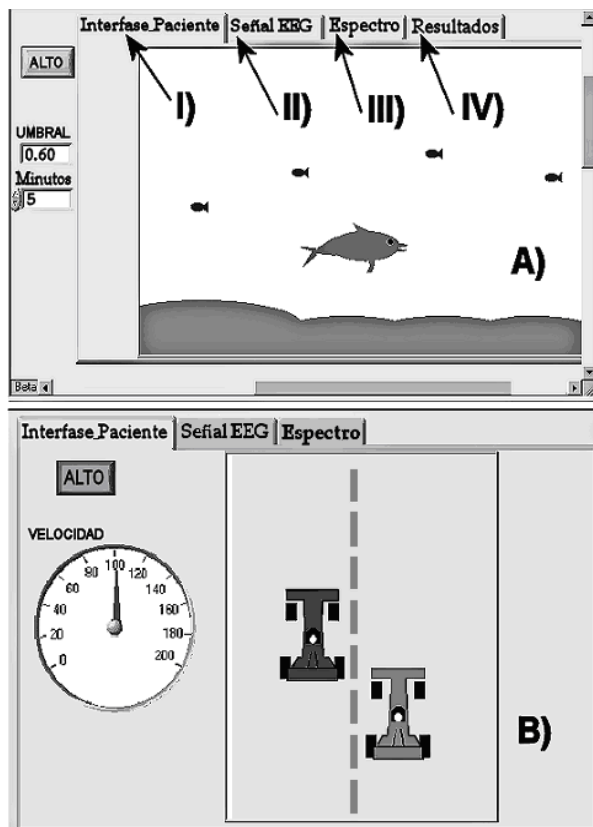 Interfase_Paciente Señal EEG Espectro Resultados
ALTO
I) II) III) IV)
UMBRAL
0.60
Minutos
5
A)
Beta
Interfase_Paciente Señal EEG Espectro
ALTO
VELOCIDAD
0 20 40 60 80 100 120 140 160 180 200
B)